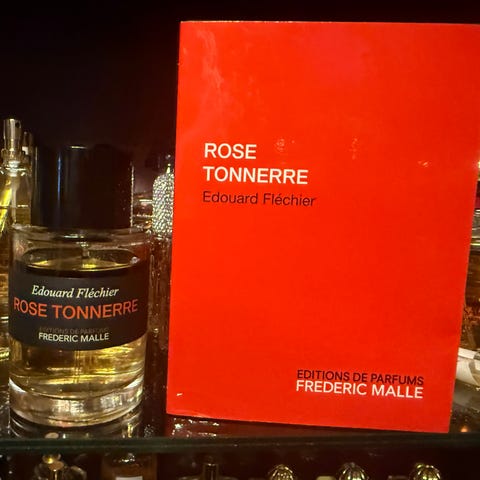 Edouard Fléchier
ROSE TONNERRE
EDITIONS DE PARFUMS
FREDERIC MALLE
ROSE
TONNERRE
Edouard Fléchier
EDITIONS DE PARFUMS
FREDERIC MALLE